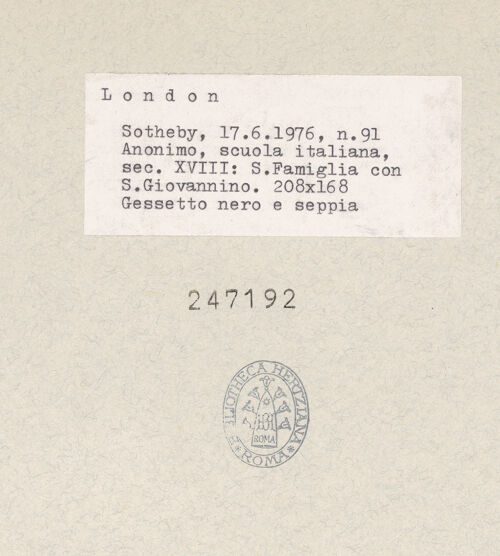 London
Sotheby, 17.6.1976, n.91
Anonimo, scuola italiana,
sec. XVIII: S.Famiglia con
S.Giovannino. 208x168
Gessetto nero e seppia
247192
BIBLIOTHECA HERTZIANA
ROMA
* ROMA *